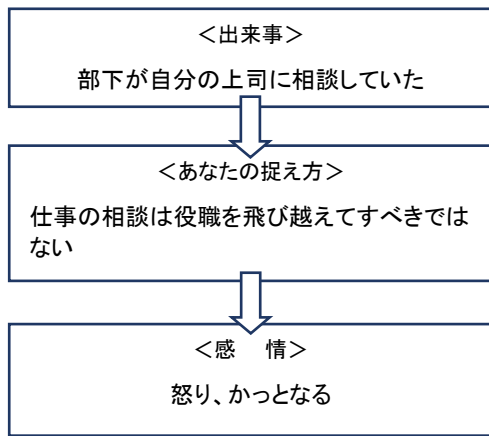 ＜出来事＞
部下が自分の上司に相談していた
＜あなたの捉え方＞
仕事の相談は役職を飛び越えてすべきでは
ない
＜感　情＞
怒り、かっとなる